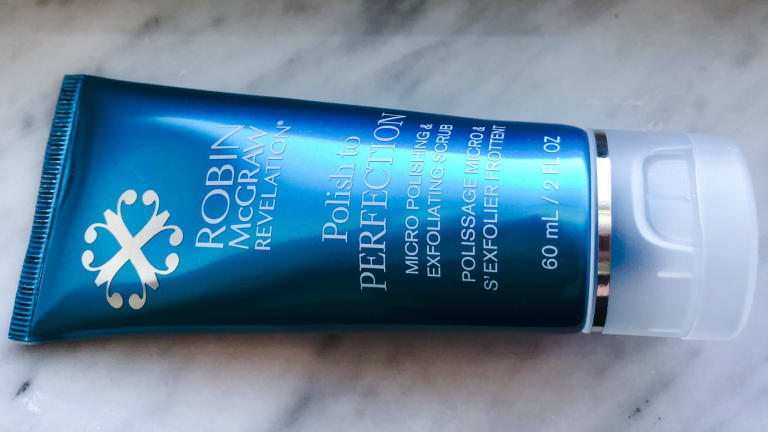 ROBIN
McGRAW
REVELATION®
Polish to
PERFECTION
MICRO POLISHING &
EXFOLIATING SCRUB
POLISSAGE MICRO &
S'EXFOLIER FROTTENT
60 mL / 2 FL OZ